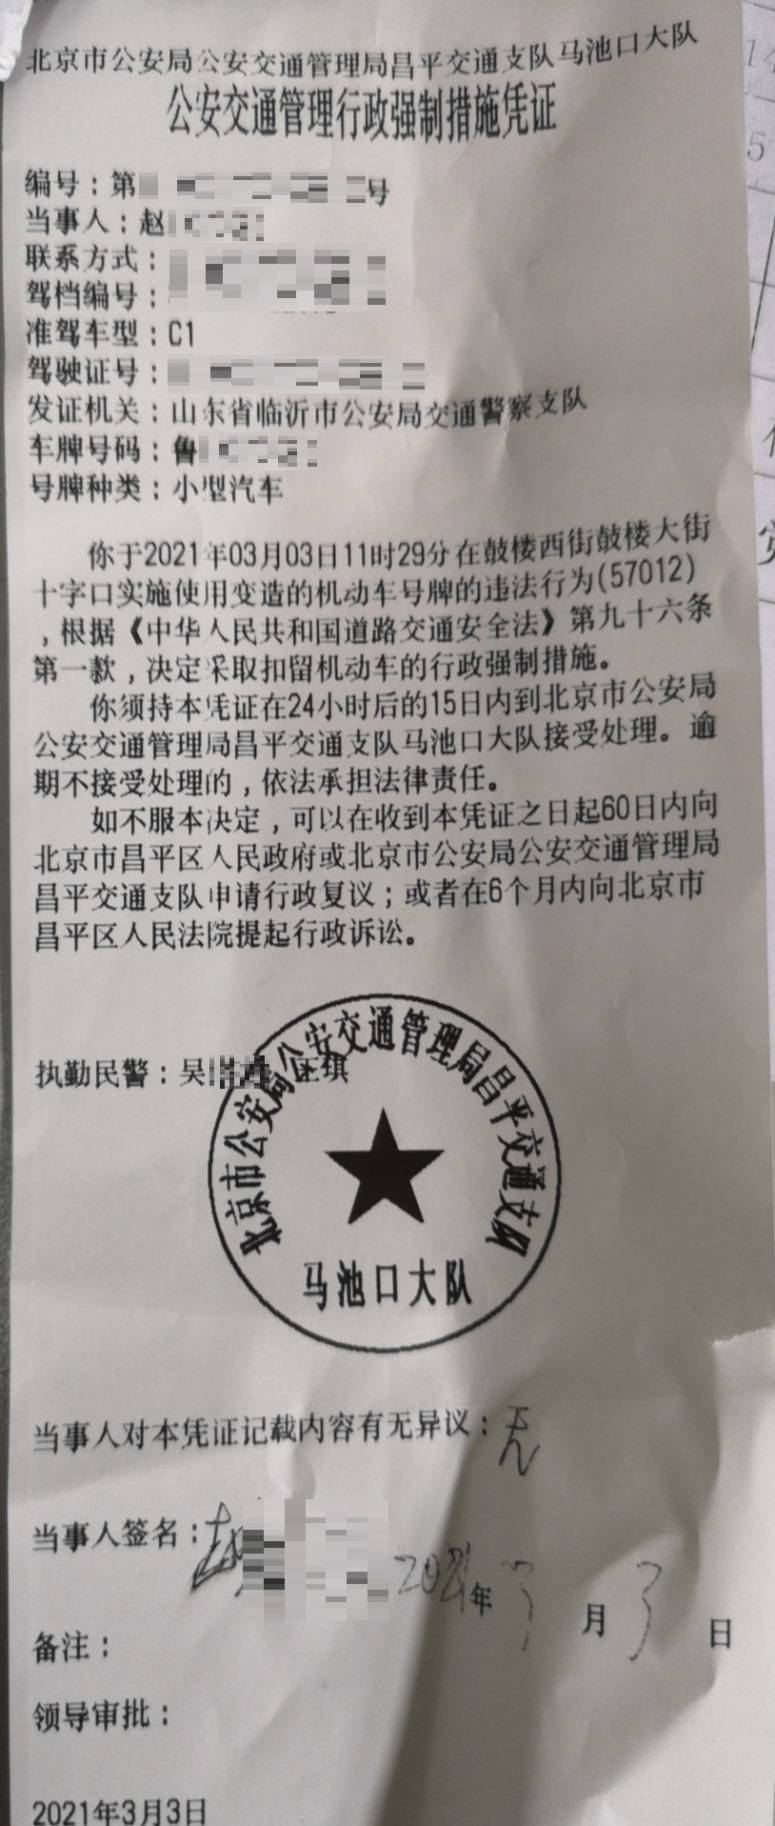 北京市公安局公安交通管理局昌平交通支队马池口大队
公安交通管理行政强制措施凭证
编号：第
号
当事人：赵
联系方式：
驾档编号：
准驾车型：C1
驾驶证号：
发证机关：山东省临沂市公安局交通警察支队
车牌号码：鲁
号牌种类：小型汽车
你于2021年03月03日11时29分在鼓楼西街鼓楼大街
十字口实施使用变造的机动车号牌的违法行为(57012)
，根据《中华人民共和国道路交通安全法》第九十六条
第一款，决定采取扣留机动车的行政强制措施。
你须持本凭证在24小时后的15日内到北京市公安局
公安交通管理局昌平交通支队马池口大队接受处理。逾
期不接受处理的，依法承担法律责任。
如不服本决定，可以在收到本凭证之日起60日内向
北京市昌平区人民政府或北京市公安局公安交通管理局
昌平交通支队申请行政复议；或者在6个月内向北京市
昌平区人民法院提起行政诉讼。
执勤民警：吴
北京市公安局公安交通管理局昌平交通支队
马池口大队
当事人对本凭证记载内容有无异议：无
当事人签名：赵 2021年3月3日
备注：
领导审批：
2021年3月3日